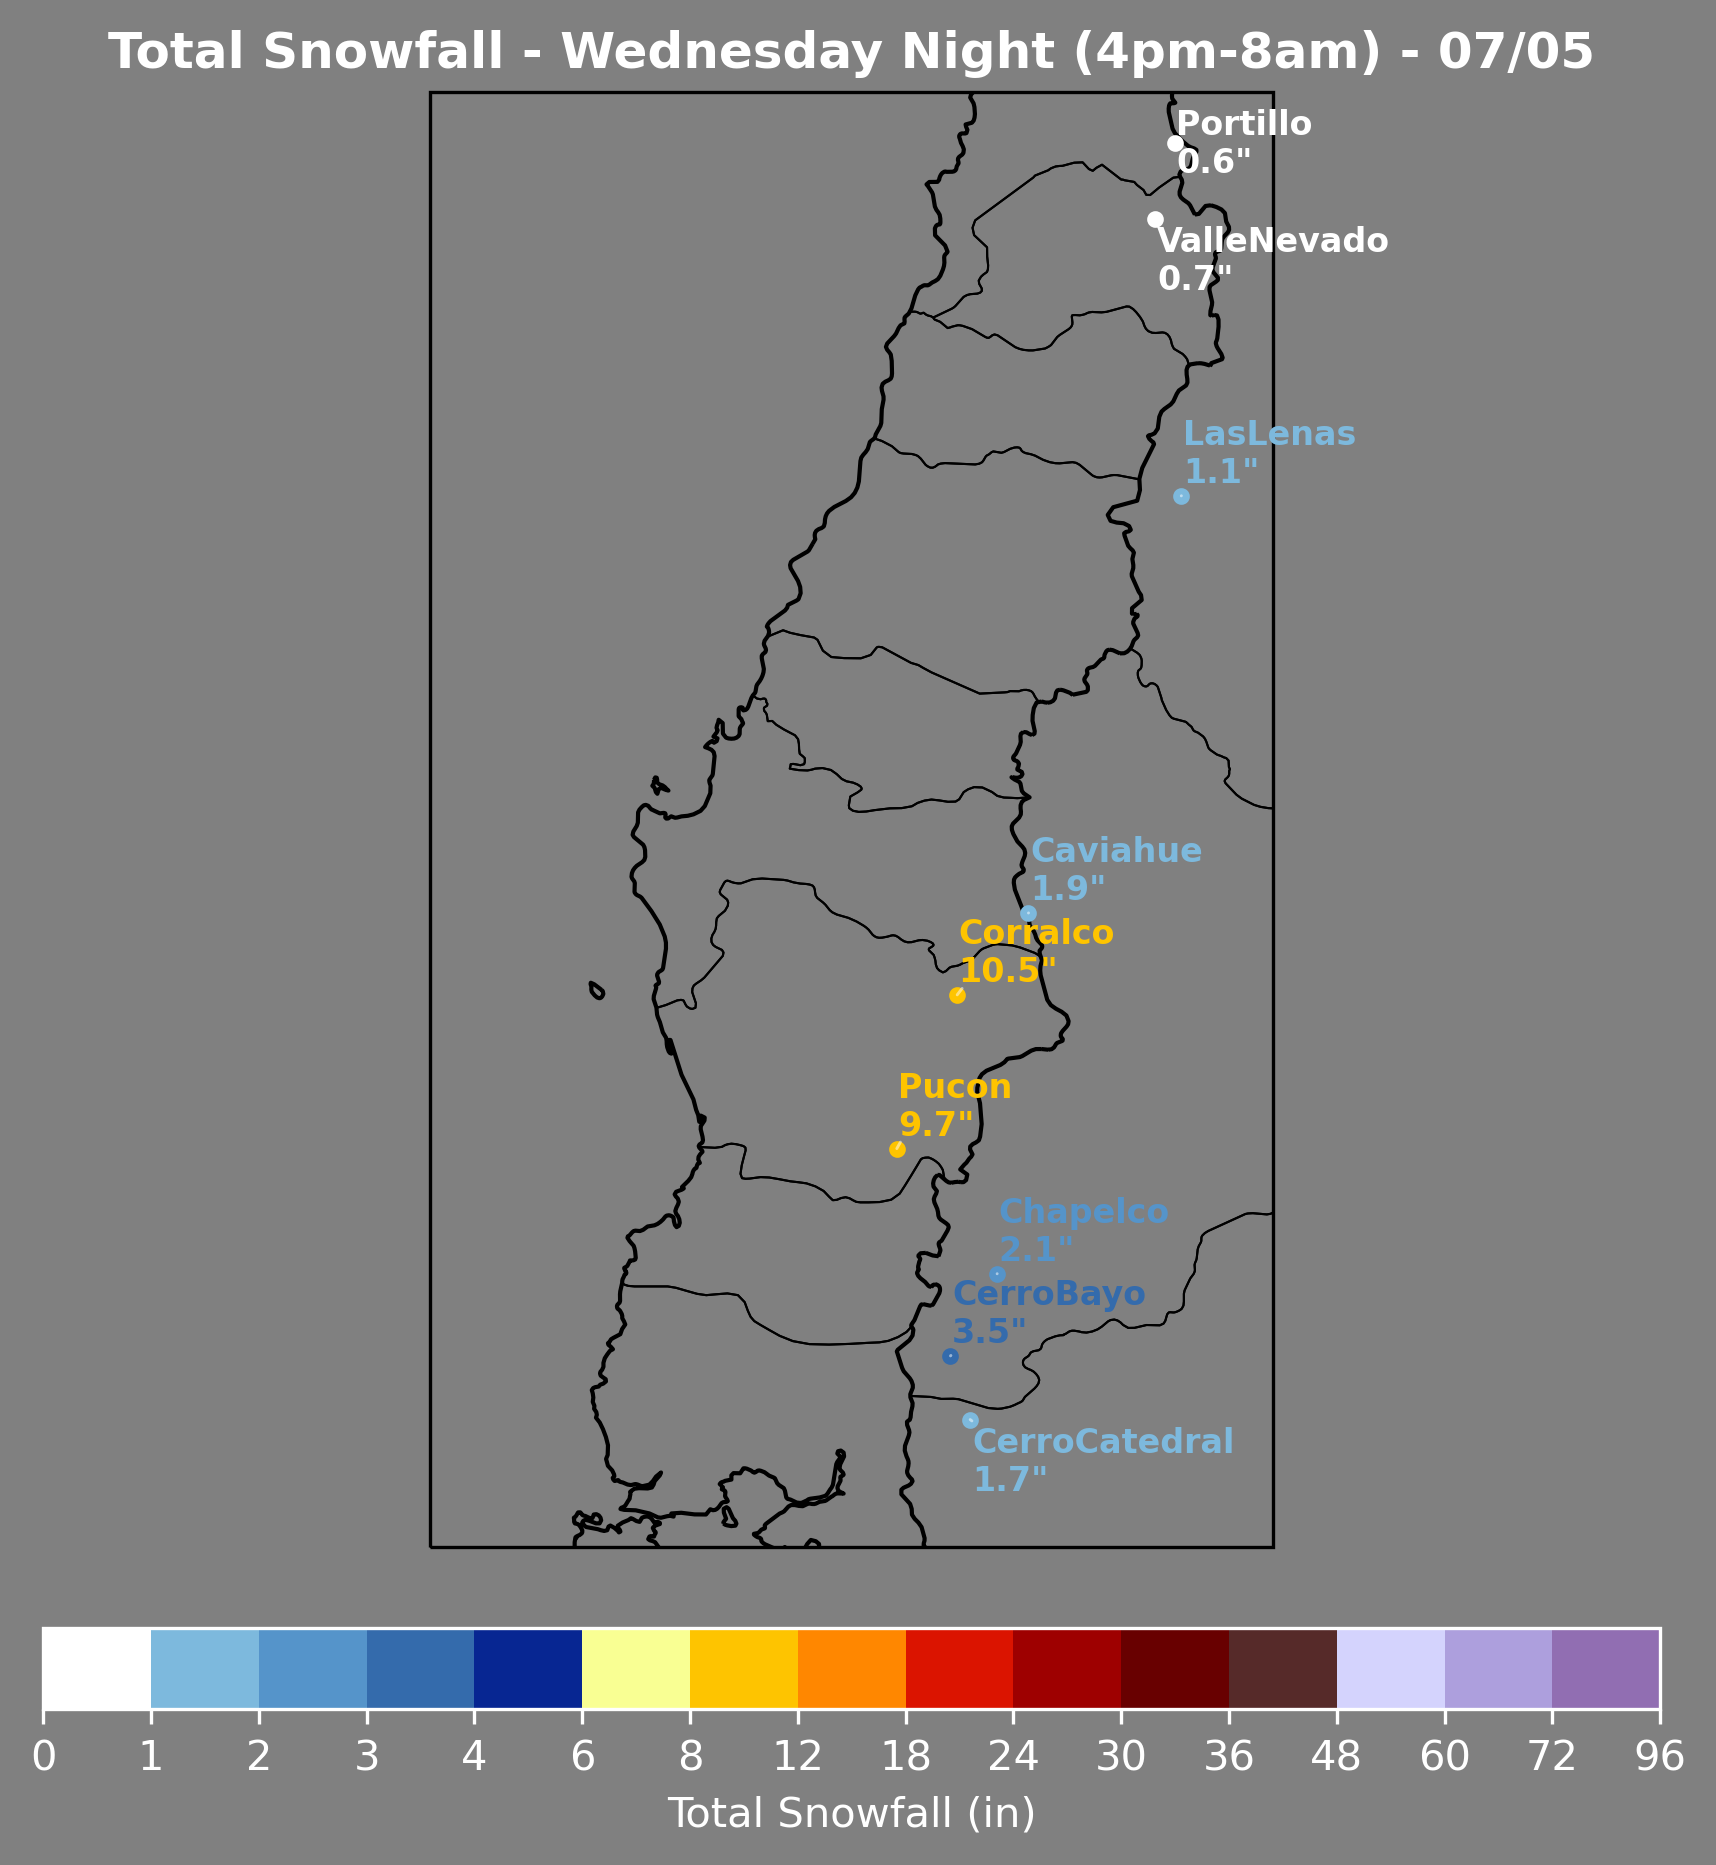 Total Snowfall - Wednesday Night (4pm-8am) - 07/05
Portillo
0.6"
ValleNevado
0.7"
LasLenas
1.1"
Caviahue
1.9"
Corralco
10.5"
Pucon
9.7"
Chapelco
2.1"
CerroBayo
3.5"
CerroCatedral
1.7"
0 1 2 3 4 6 8 12 18 24 30 36 48 60 72 96
Total Snowfall (in)